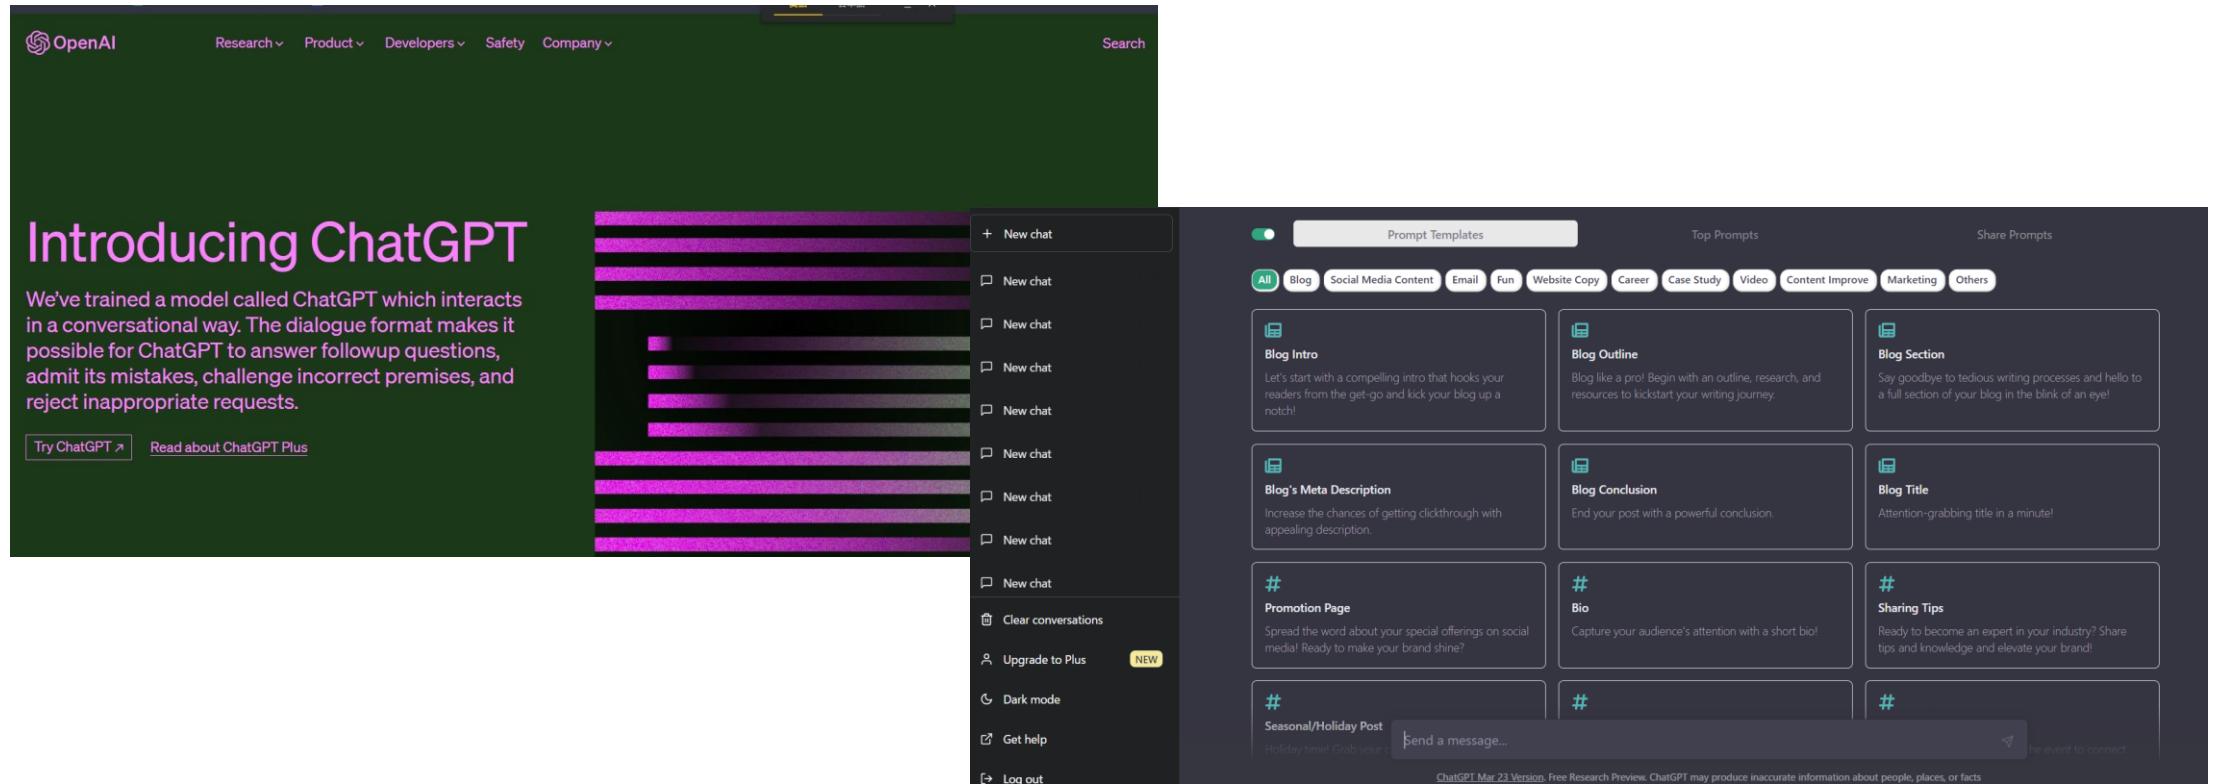 OpenAI
Research
Product
Developers
Safety
Company
Search
Introducing ChatGPT
We've trained a model called ChatGPT which interacts
in a conversational way. The dialogue format makes it
possible for ChatGPT to answer followup questions,
admit its mistakes, challenge incorrect premises, and
reject inappropriate requests.
Try ChatGPT ↗
Read about ChatGPT Plus
+ New chat
New chat
New chat
New chat
New chat
New chat
New chat
New chat
New chat
Clear conversations
Upgrade to Plus
NEW
Dark mode
Get help
Log out
Prompt Templates
Top Prompts
Share Prompts
All
Blog
Social Media Content
Email
Fun
Website Copy
Career
Case Study
Video
Content Improve
Marketing
Others
Blog Intro
Let's start with a compelling intro that hooks your
readers from the get-go and kick your blog up a
notch!
Blog Outline
Blog like a pro! Begin with an outline, research, and
resources to kickstart your writing journey.
Blog Section
Say goodbye to tedious writing processes and hello to
a full section of your blog in the blink of an eye!
Blog's Meta Description
Increase the chances of getting clickthrough with
appealing description.
Blog Conclusion
End your post with a powerful conclusion.
Blog Title
Attention-grabbing title in a minute!
#
Promotion Page
Spread the word about your special offerings on social
media! Ready to make your brand shine?
#
Bio
Capture your audience's attention with a short bio!
#
Sharing Tips
Ready to become an expert in your industry? Share
tips and knowledge and elevate your brand!
#
Seasonal/Holiday Post
Holiday time! Grab your
#
#
the event to connect
Send a message...
ChatGPT Mar 23 Version. Free Research Preview. ChatGPT may produce inaccurate information about people, places, or facts